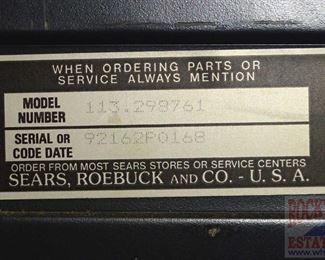 WHEN ORDERING PARTS OR
SERVICE ALWAYS MENTION
MODEL
NUMBER
113.298761
SERIAL OR
CODE DATE
92162P0168
ORDER FROM MOST SEARS STORES OR SERVICE CENTERS
SEARS, ROEBUCK AND CO. - U. S. A.
ESTATE